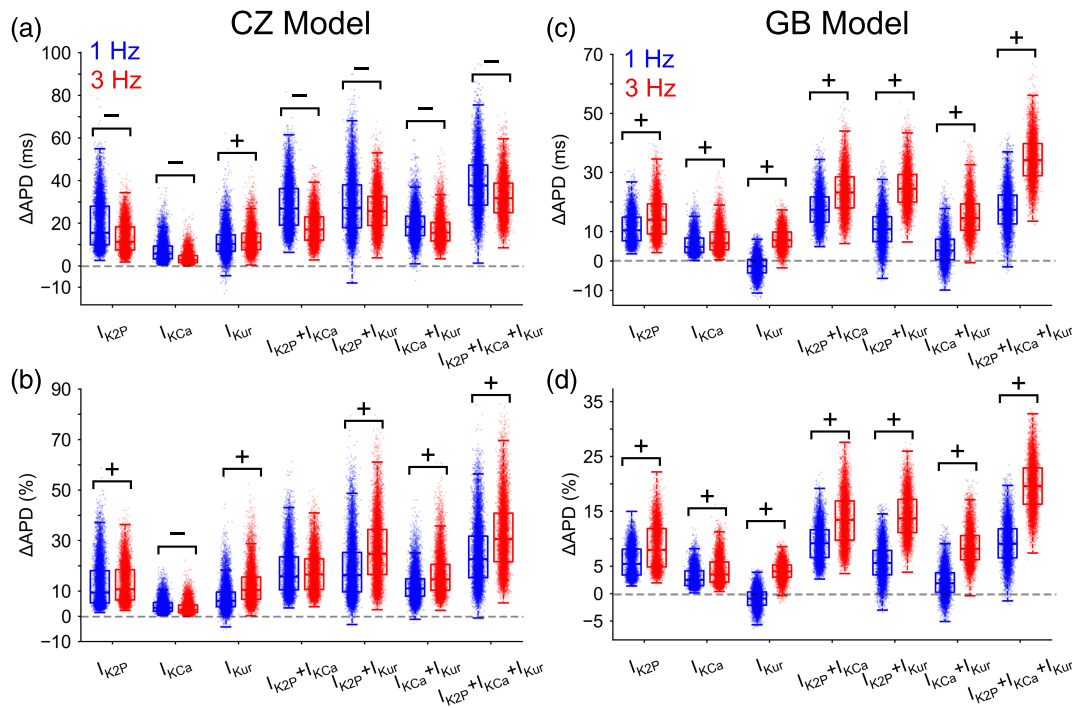 CZ Model
GB Model
(a)
1 Hz
3 Hz
ΔAPD (ms)
100
80
60
40
20
0
−10
− − + − − − −
I_K2P I_KCa I_Kur I_K2P+I_KCa I_K2P+I_Kur I_KCa+I_Kur I_K2P+I_KCa+I_Kur
(c)
1 Hz
3 Hz
ΔAPD (ms)
70
50
30
20
10
0
−10
+ + + + + + +
I_K2P I_KCa I_Kur I_K2P+I_KCa I_K2P+I_Kur I_KCa+I_Kur I_K2P+I_KCa+I_Kur
(b)
ΔAPD (%)
90
70
50
30
20
10
0
−10
+ − + + + +
I_K2P I_KCa I_Kur I_K2P+I_KCa I_K2P+I_Kur I_KCa+I_Kur I_K2P+I_KCa+I_Kur
(d)
ΔAPD (%)
35
25
15
10
5
0
−5
+ + + + + + +
I_K2P I_KCa I_Kur I_K2P+I_KCa I_K2P+I_Kur I_KCa+I_Kur I_K2P+I_KCa+I_Kur